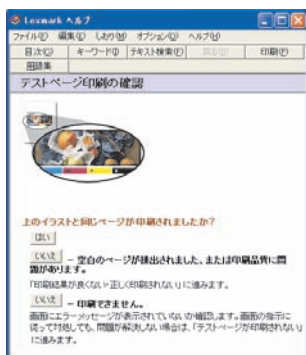 Lexmark ヘルプ
ファイル(F) 編集(E) しおり(M) オプション(O) ヘルプ(H)
目次(C) キーワード(I) テキスト検索(F) 印刷(P)
用語集
テストページ印刷の確認
上のイラストと同じページが印刷されましたか？
はい
いいえ － 空白のページが排出されました、または印刷品質に問
題があります。
「印刷結果が良くない・正しく印刷されない」に進みます。
いいえ － 印刷できません。
画面にエラーメッセージが表示されていないか確認します。画面の指示に
従って対処しても、問題が解決しない場合は、「テストページが印刷されない」
に進みます。